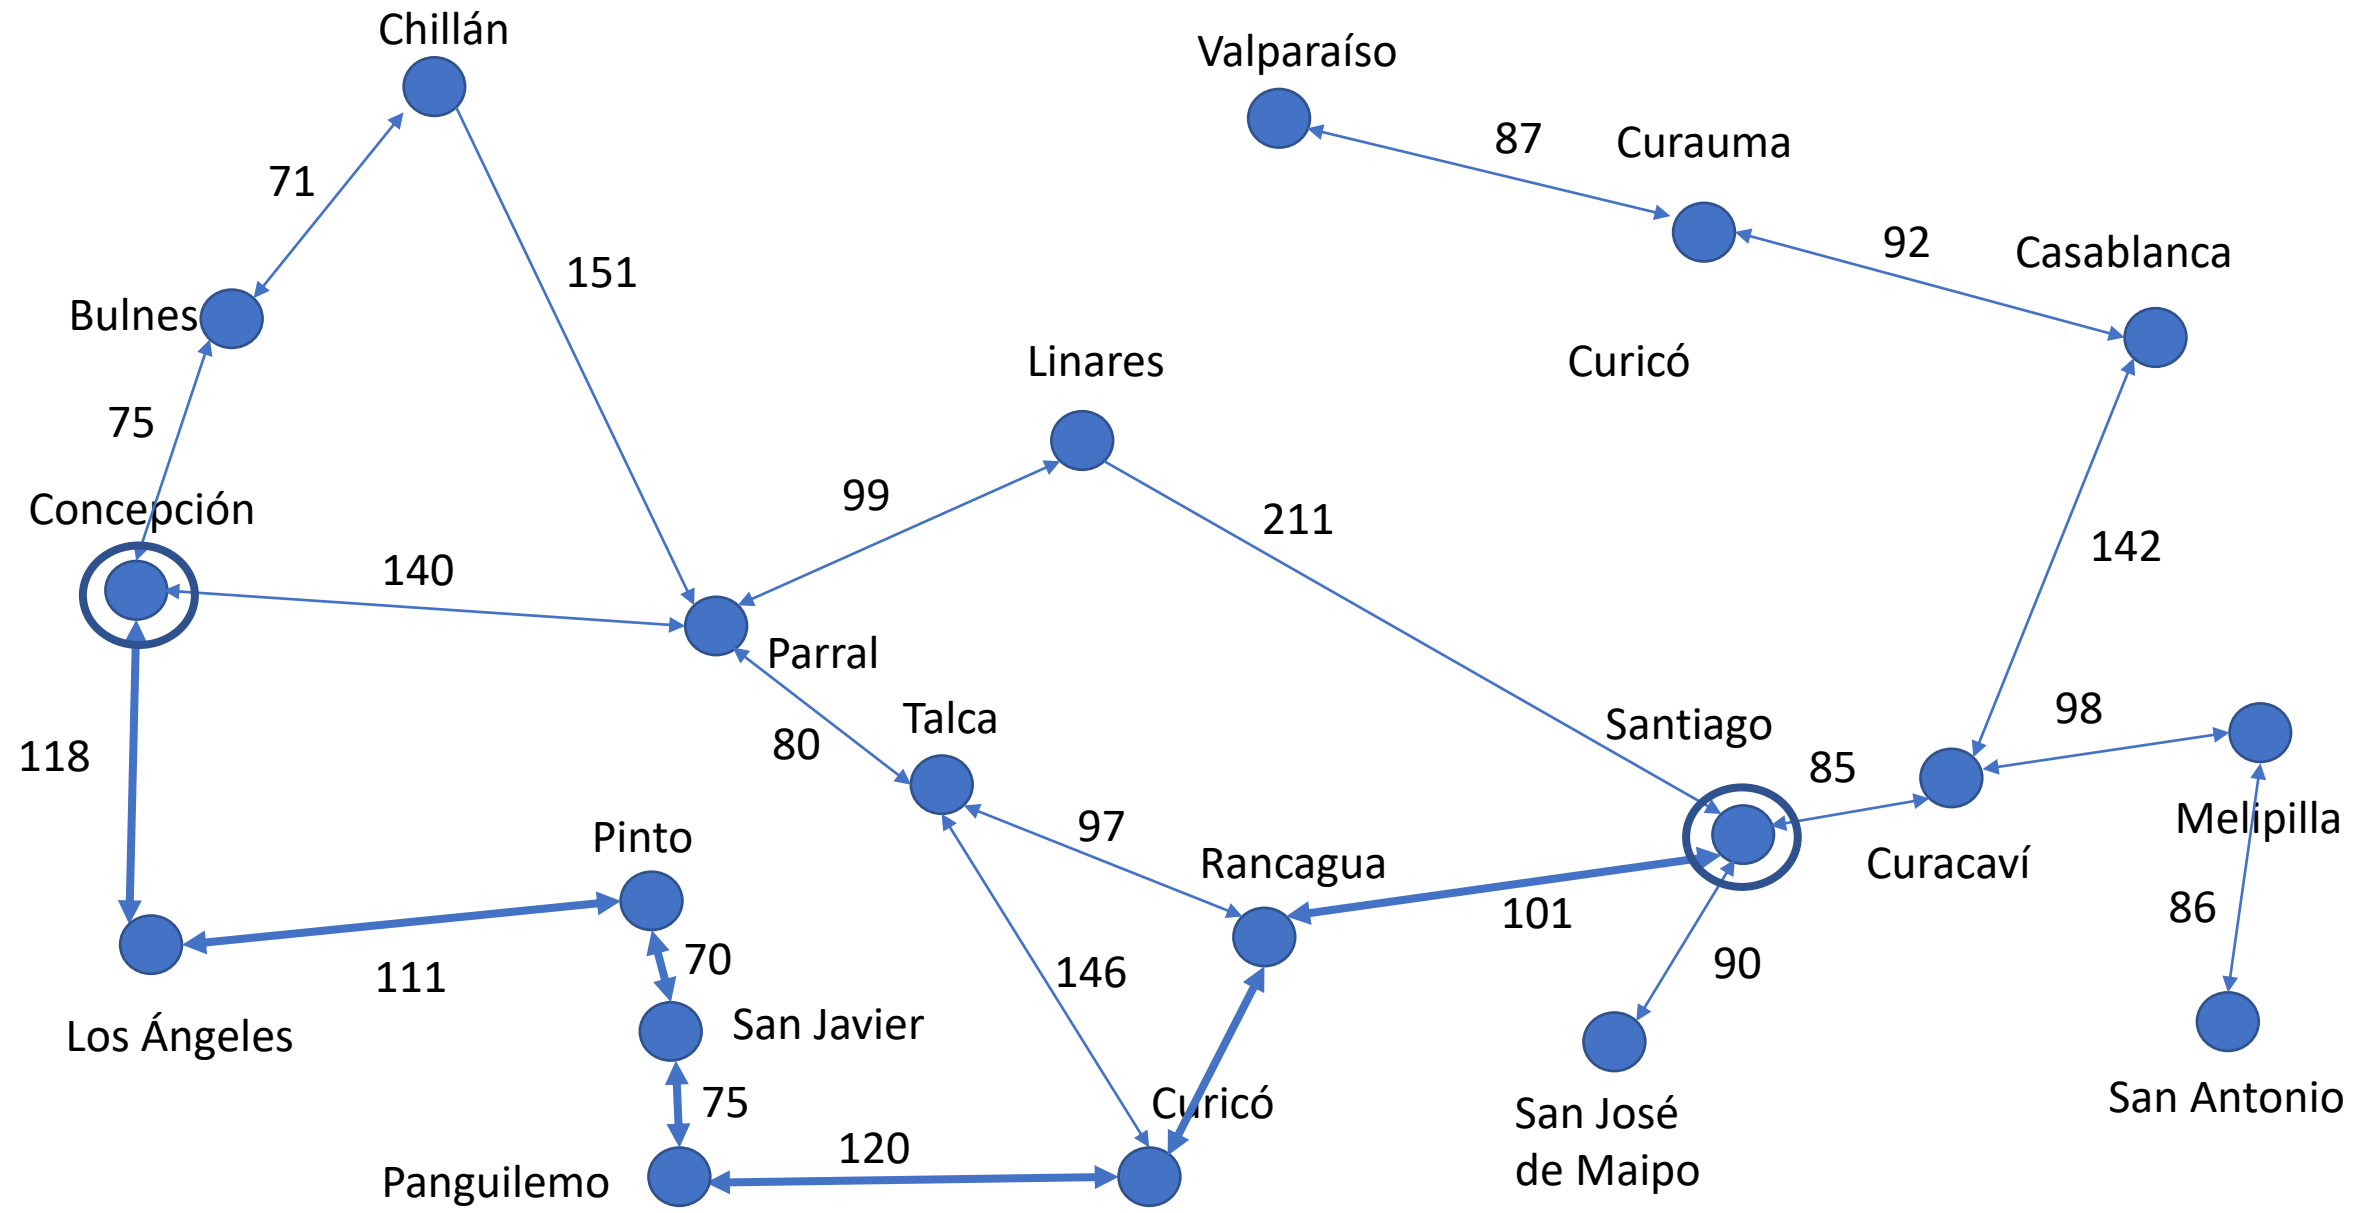 Chillán
Valparaíso
87
Curauma
71
92
Casablanca
151
Bulnes
Linares
Curicó
75
99
211
Concepción
142
140
Parral
Talca
98
Santiago
80
118
85
Melipilla
97
Pinto
Rancagua
Curacaví
101
86
70
90
111
146
San Javier
Los Ángeles
75
Curicó
San José
de Maipo
San Antonio
120
Panguilemo